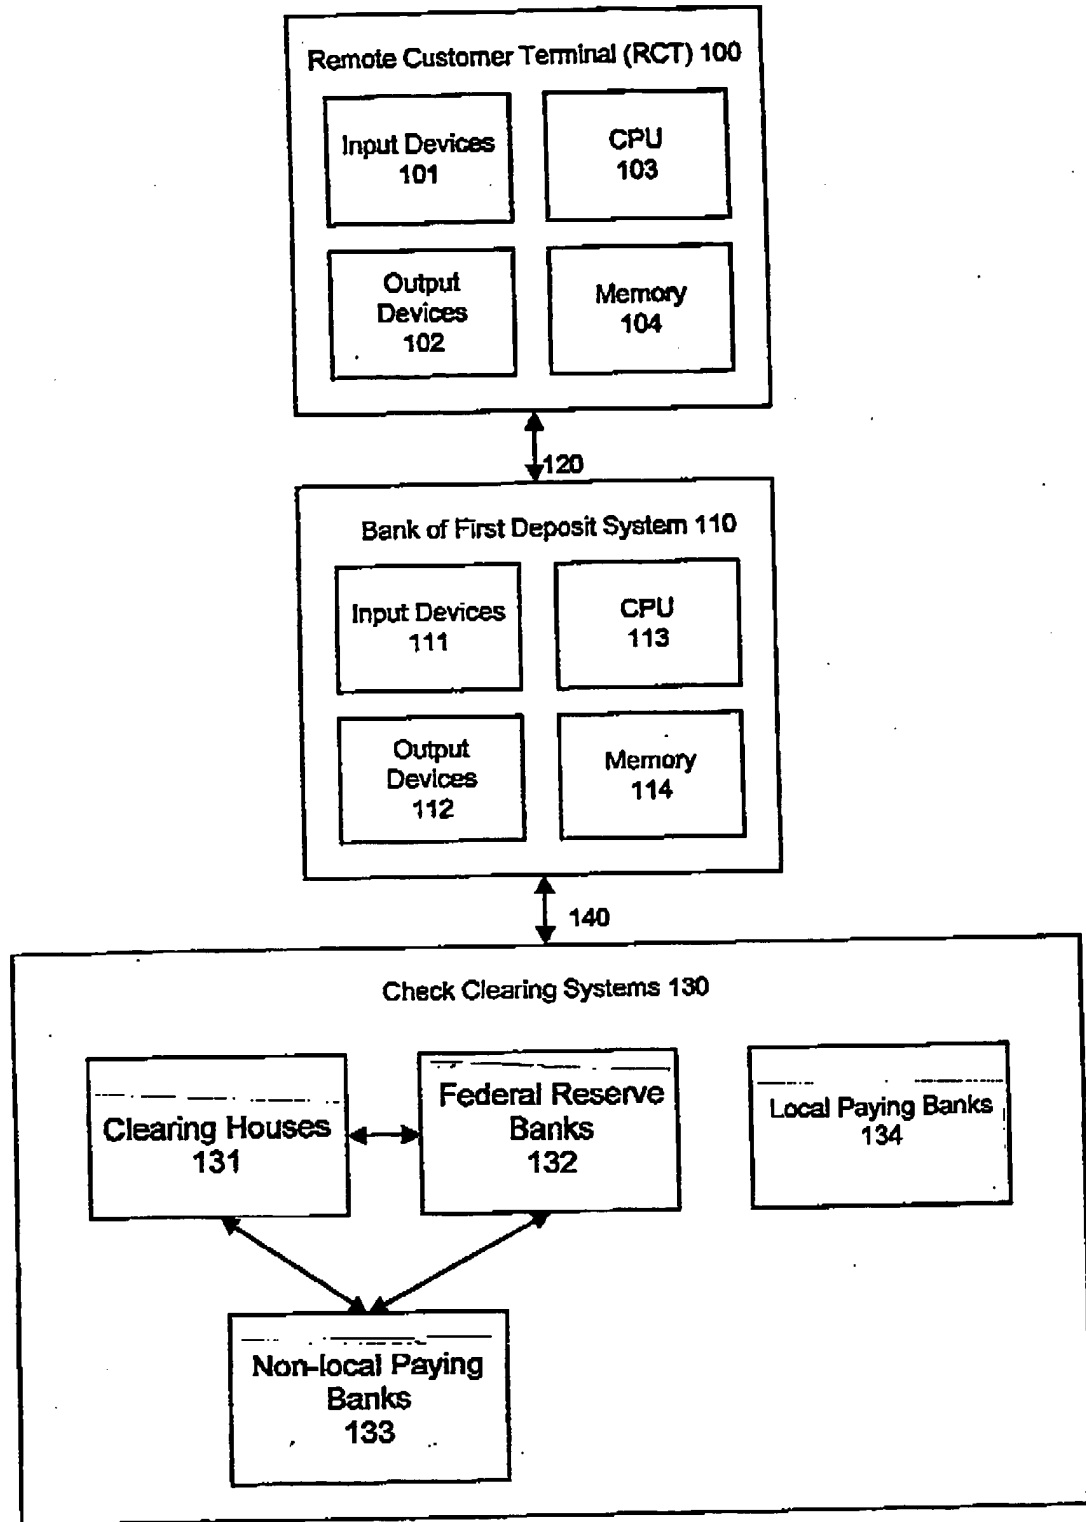 Remote Customer Terminal (RCT) 100
Input Devices
101
CPU
103
Output
Devices
102
Memory
104
120
Bank of First Deposit System 110
Input Devices
111
CPU
113
Output
Devices
112
Memory
114
140
Check Clearing Systems 130
Clearing Houses
131
Federal Reserve
Banks
132
Local Paying Banks
134
Non-local Paying
Banks
133